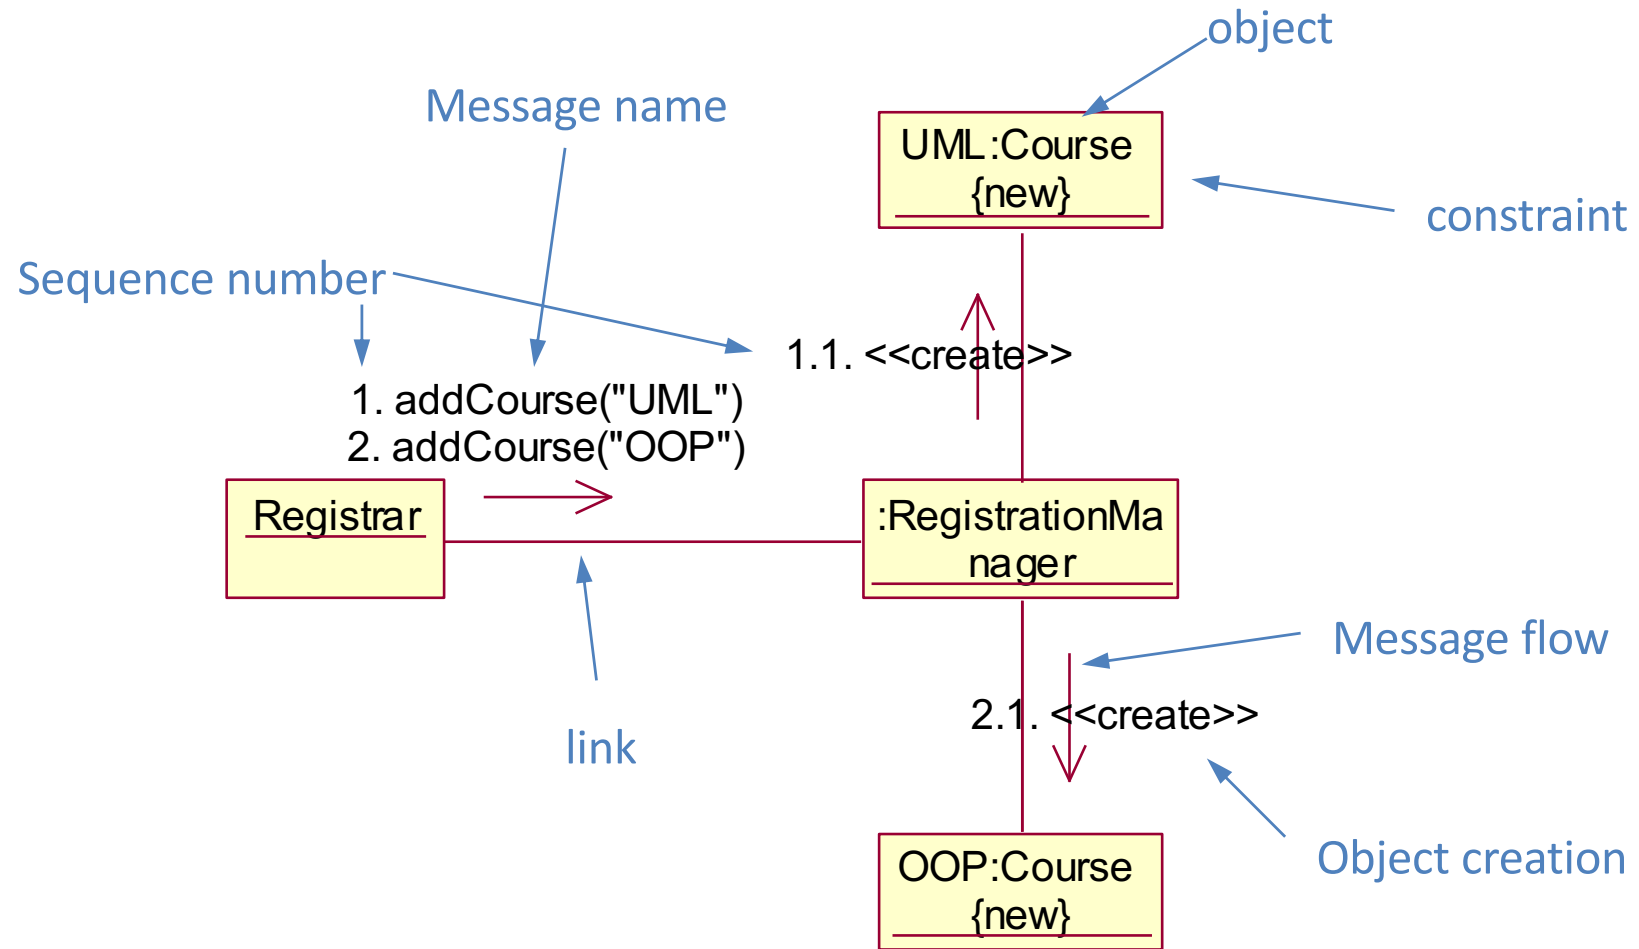 object
Message name
UML:Course
{new}
constraint
Sequence number
1.1. <<create>>
1. addCourse("UML")
2. addCourse("OOP")
Registrar
:RegistrationMa
nager
Message flow
2.1. <<create>>
link
Object creation
OOP:Course
{new}